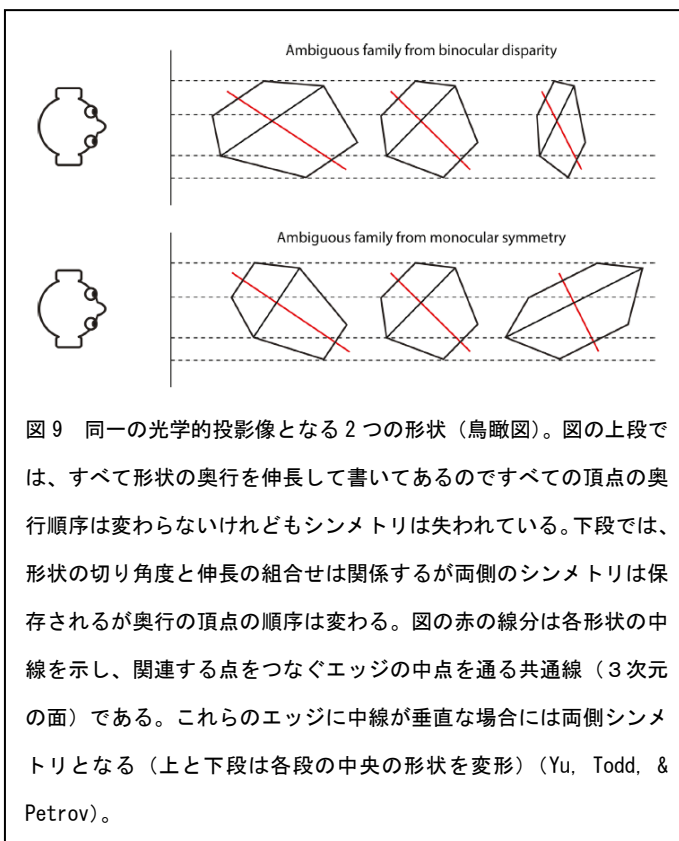 Ambiguous family from binocular disparity
Ambiguous family from monocular symmetry
図 9　同一の光学的投影像となる 2 つの形状（鳥瞰図）。図の上段で
は、すべて形状の奥行を伸長して書いてあるのですべての頂点の奥
行順序は変わらないけれどもシンメトリは失われている。下段では、
形状の切り角度と伸長の組合せは関係するが両側のシンメトリは保
存されるが奥行の頂点の順序は変わる。図の赤の線分は各形状の中
線を示し、関連する点をつなぐエッジの中点を通る共通線（３次元
の面）である。これらのエッジに中線が垂直な場合には両側シンメ
トリとなる（上と下段は各段の中央の形状を変形）(Yu, Todd, &
Petrov)。